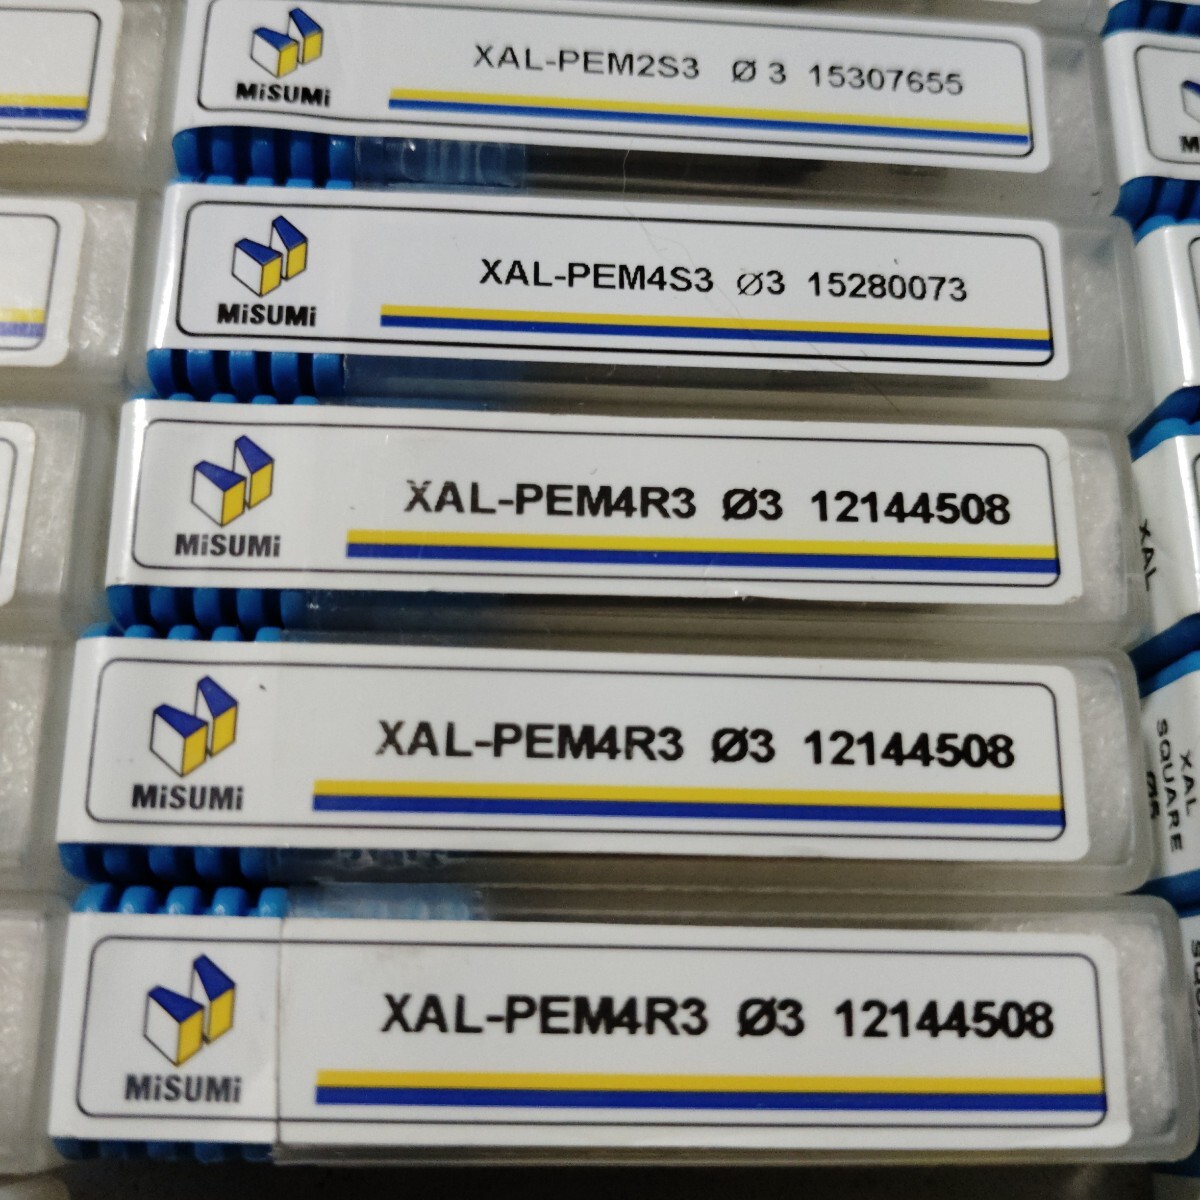 MiSUMi
XAL-PEM2S3 Ø 3 15307655
MiSUMi
XAL-PEM4S3 Ø3 15280073
MiSUMi
XAL-PEM4R3 Ø3 12144508
MiSUMi
XAL-PEM4R3 Ø3 12144508
MiSUMi
XAL-PEM4R3 Ø3 12144508
XAL
XAL
SQUARE